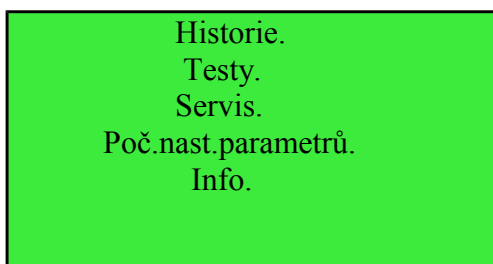 Historie.
Testy.
Servis.
Poč.nast.parametrů.
Info.